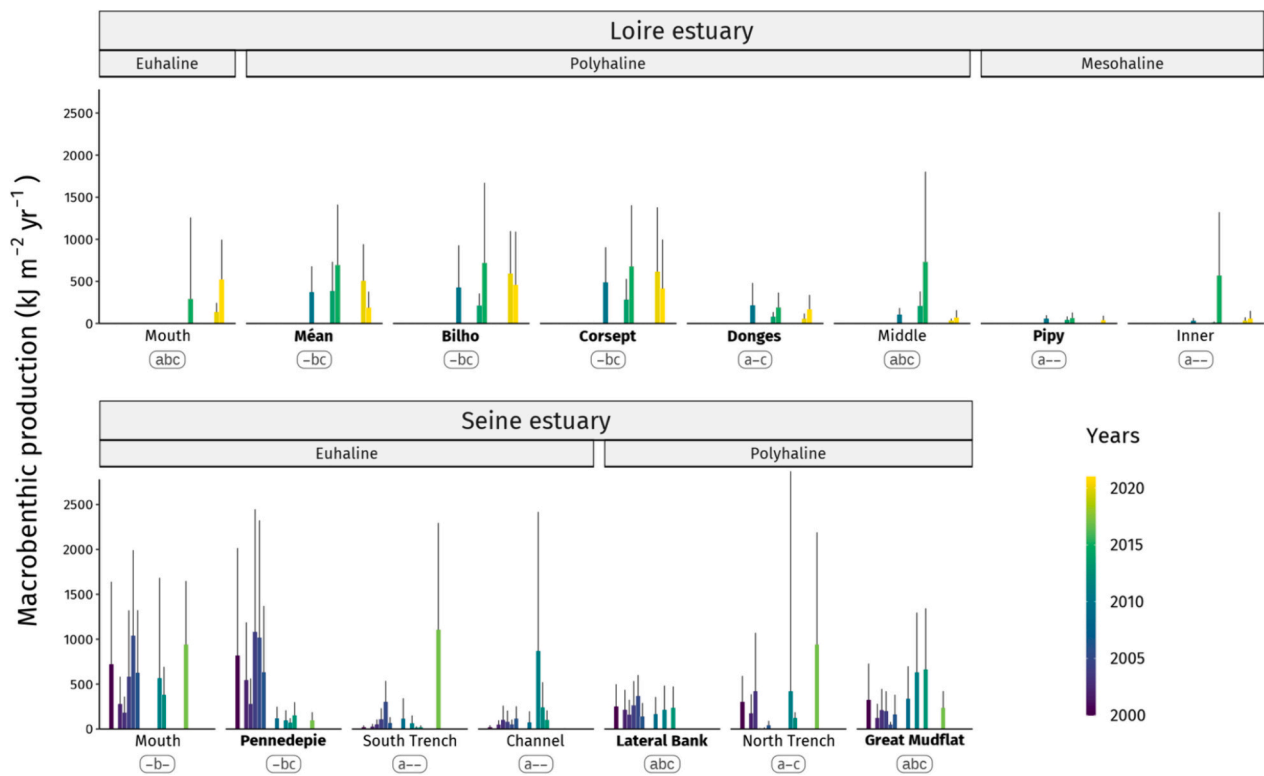 Loire estuary
Euhaline Polyhaline Mesohaline
Macrobenthic production (kJ m⁻² yr⁻¹)
2500
2000
1500
1000
500
0
Mouth Méan Bilho Corsept Donges Middle Pipy Inner
abc -bc -bc -bc a-c abc a-- a--
Seine estuary
Euhaline Polyhaline
2500
2000
1500
1000
500
0
Mouth Pennedepie South Trench Channel Lateral Bank North Trench Great Mudflat
-b- -bc a-- a-- abc a-c abc
Years
2020
2015
2010
2005
2000